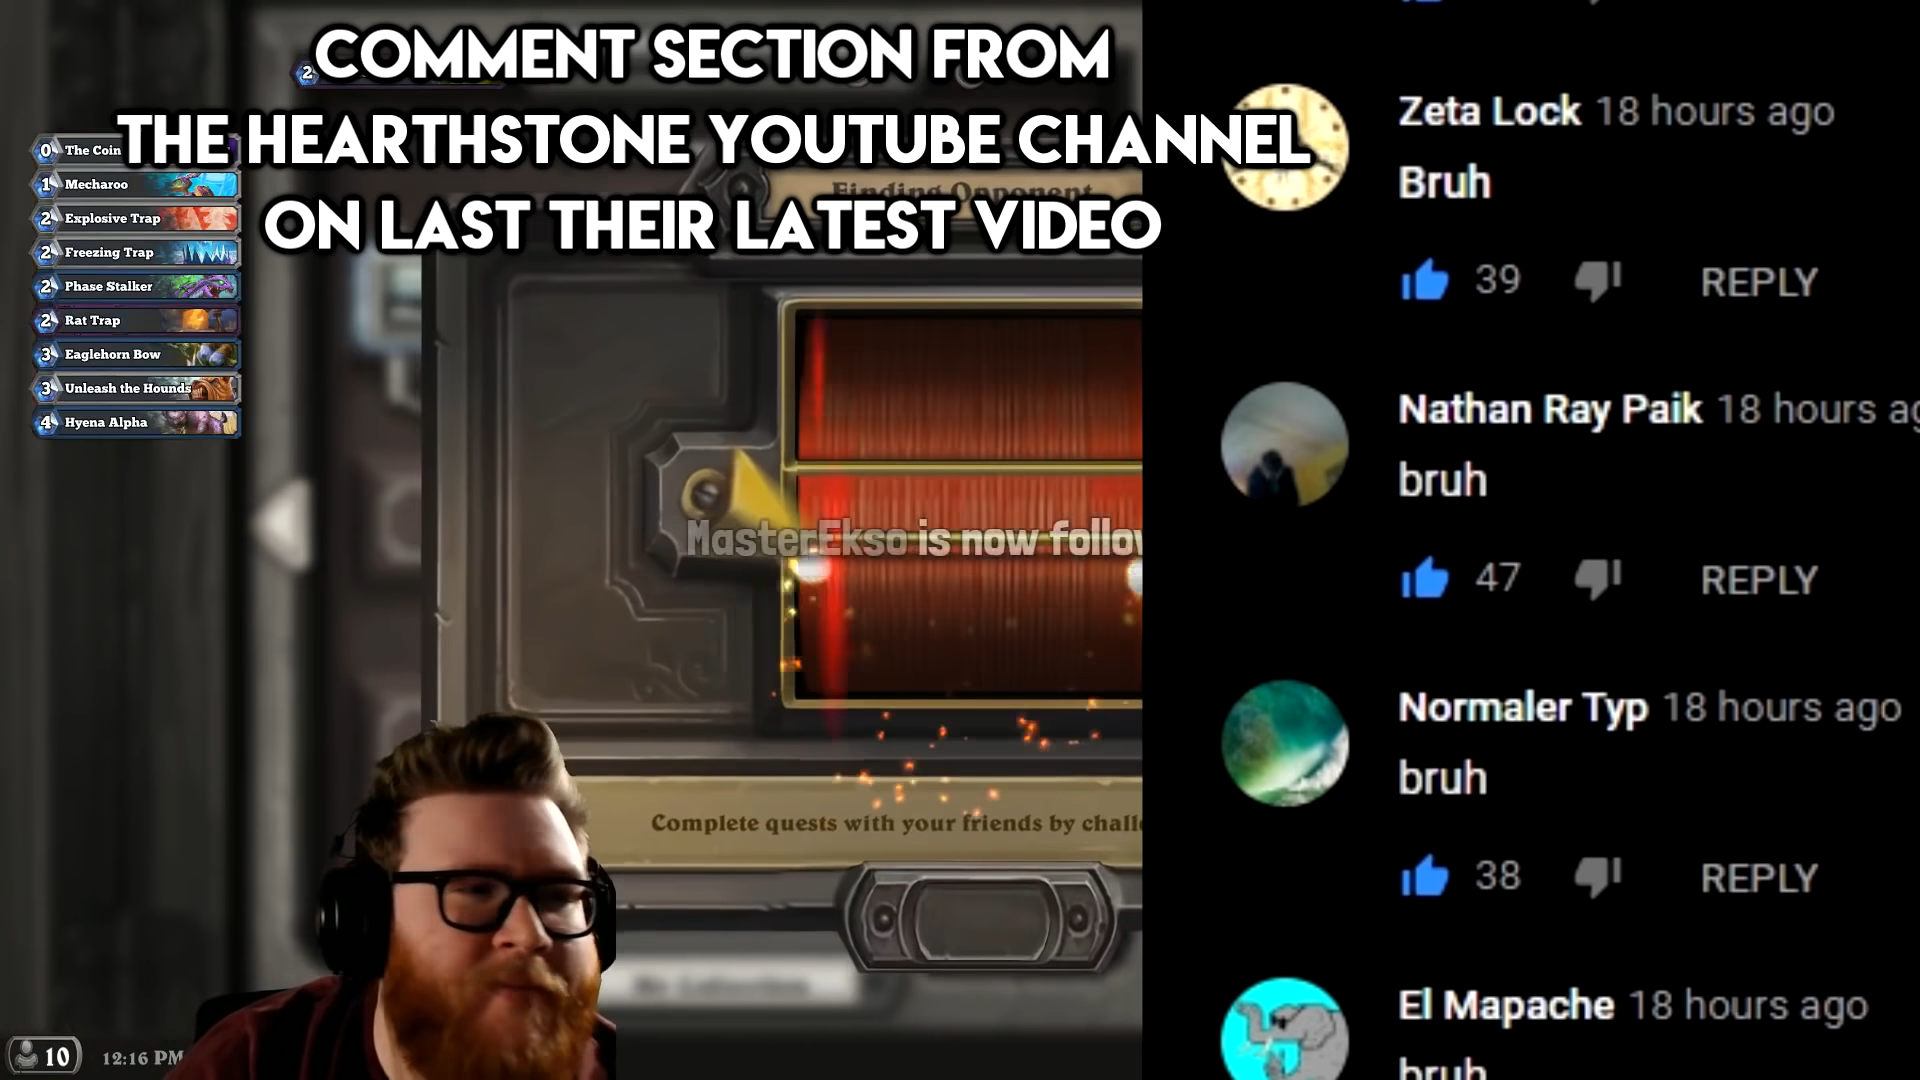 COMMENT SECTION FROM
THE HEARTHSTONE YOUTUBE CHANNEL
ON LAST THEIR LATEST VIDEO
2
0 The Coin
1 Mecharoo
2 Explosive Trap
2 Freezing Trap
2 Phase Stalker
2 Rat Trap
3 Eaglehorn Bow
3 Unleash the Hounds
4 Hyena Alpha
Finding Opponent
MasterEkso is now follow
Complete quests with your friends by chall
10 12:16 PM
Zeta Lock 18 hours ago
Bruh
39 REPLY
Nathan Ray Paik 18 hours ag
bruh
47 REPLY
Normaler Typ 18 hours ago
bruh
38 REPLY
El Mapache 18 hours ago
bruh